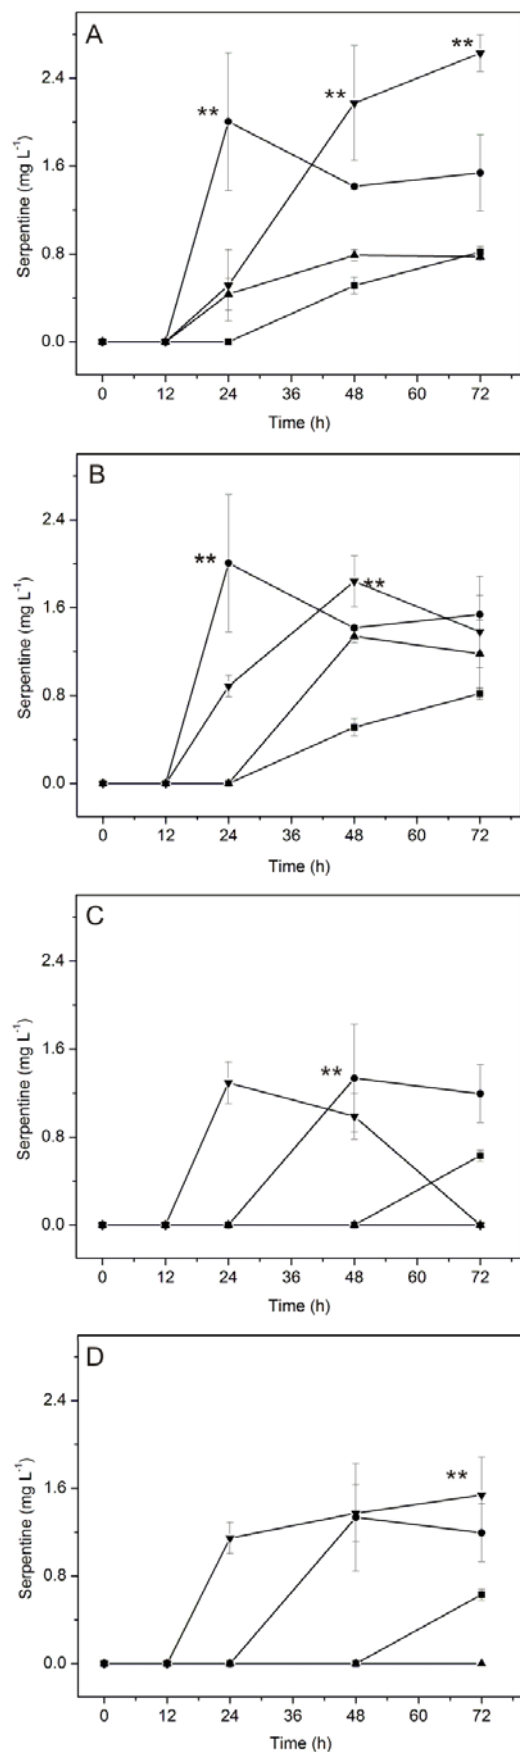 A
**
**
**
2.4
1.6
0.8
0.0
Serpentine (mg L⁻¹)
0 12 24 36 48 60 72
Time (h)
B
**
**
2.4
1.6
0.8
0.0
Serpentine (mg L⁻¹)
0 12 24 36 48 60 72
Time (h)
C
**
2.4
1.6
0.8
0.0
Serpentine (mg L⁻¹)
0 12 24 36 48 60 72
Time (h)
D
**
2.4
1.6
0.8
0.0
Serpentine (mg L⁻¹)
0 12 24 36 48 60 72
Time (h)